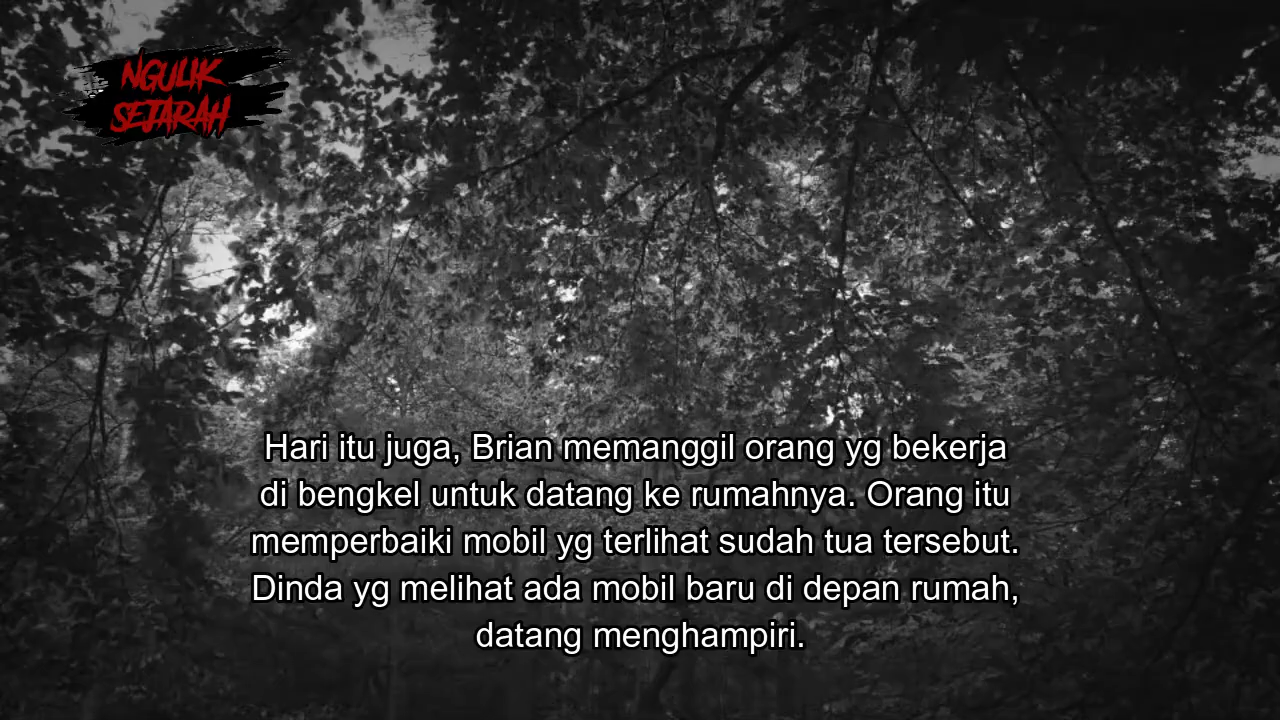 NGULIK
SEJARAH
Hari itu juga, Brian memanggil orang yg bekerja
di bengkel untuk datang ke rumahnya. Orang itu
memperbaiki mobil yg terlihat sudah tua tersebut.
Dinda yg melihat ada mobil baru di depan rumah,
datang menghampiri.